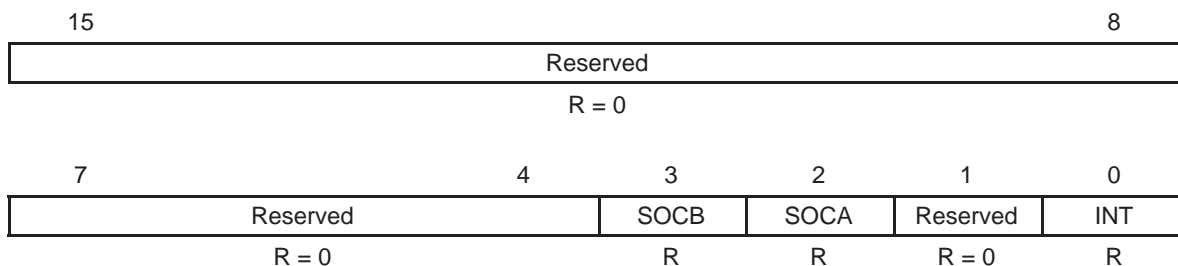 15 8
Reserved
R = 0
7 4 3 2 1 0
Reserved SOCB SOCA Reserved INT
R = 0 R R R = 0 R